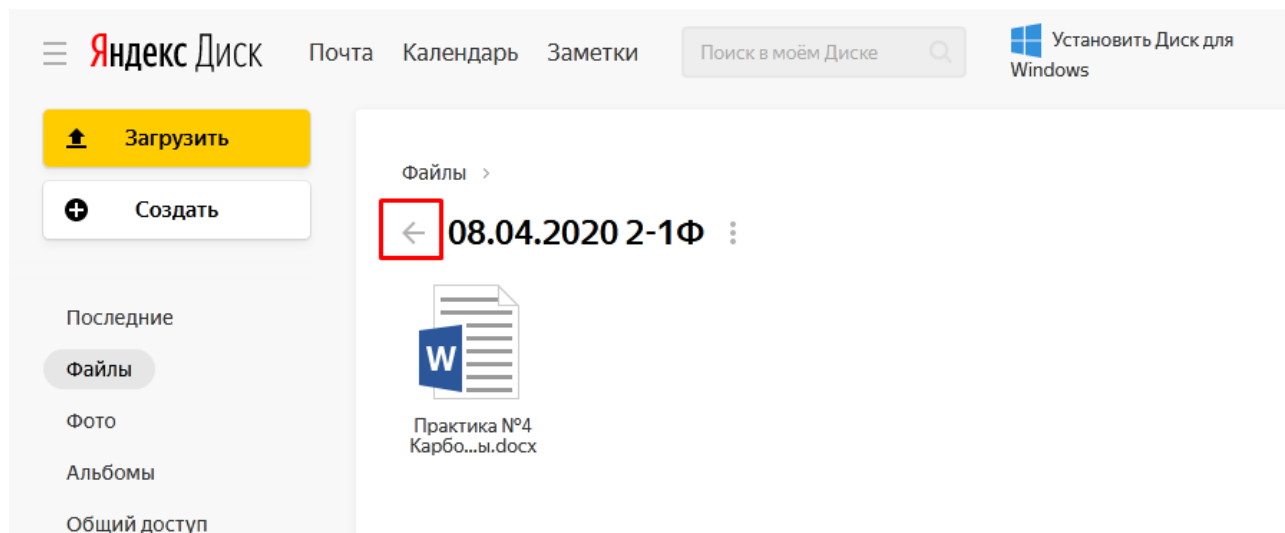 Яндекс Диск Почта Календарь Заметки Поиск в моём Диске Установить Диск для
Windows
Загрузить
Создать
Файлы >
08.04.2020 2-1Ф
Последние
Файлы
Фото
Альбомы
Общий доступ
W
Практика №4
Карбо...ы.docx